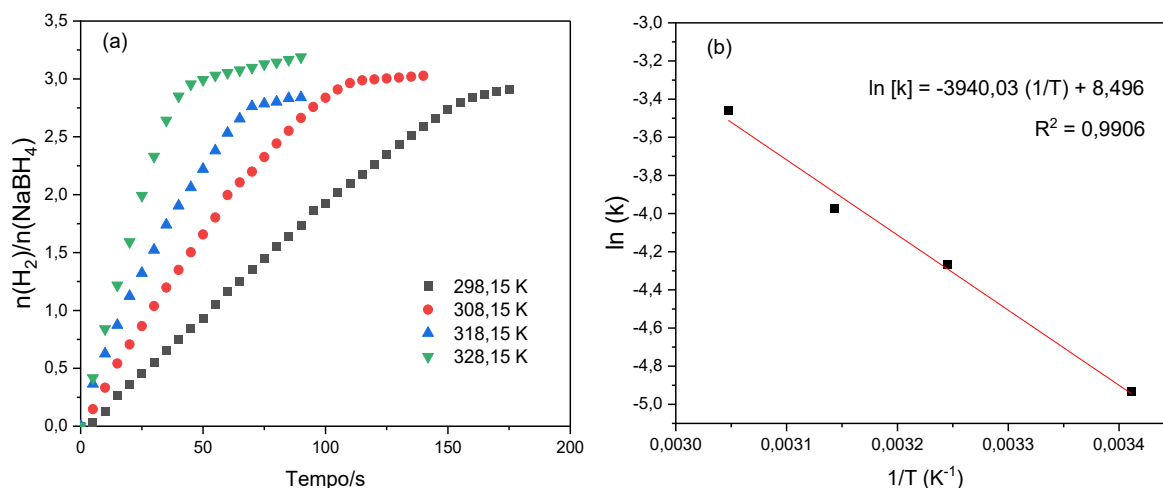 (a)
3,5
3,0
2,5
2,0
1,5
1,0
0,5
0,0
n(H2)/n(NaBH4)
0
50
100
150
200
Tempo/s
298,15 K
308,15 K
318,15 K
328,15 K
(b)
-3,0
-3,2
-3,4
-3,6
-3,8
-4,0
-4,2
-4,4
-4,6
-4,8
-5,0
ln (k)
ln [k] = -3940,03 (1/T) + 8,496
R² = 0,9906
0,0030
0,0031
0,0032
0,0033
0,0034
1/T (K⁻¹)